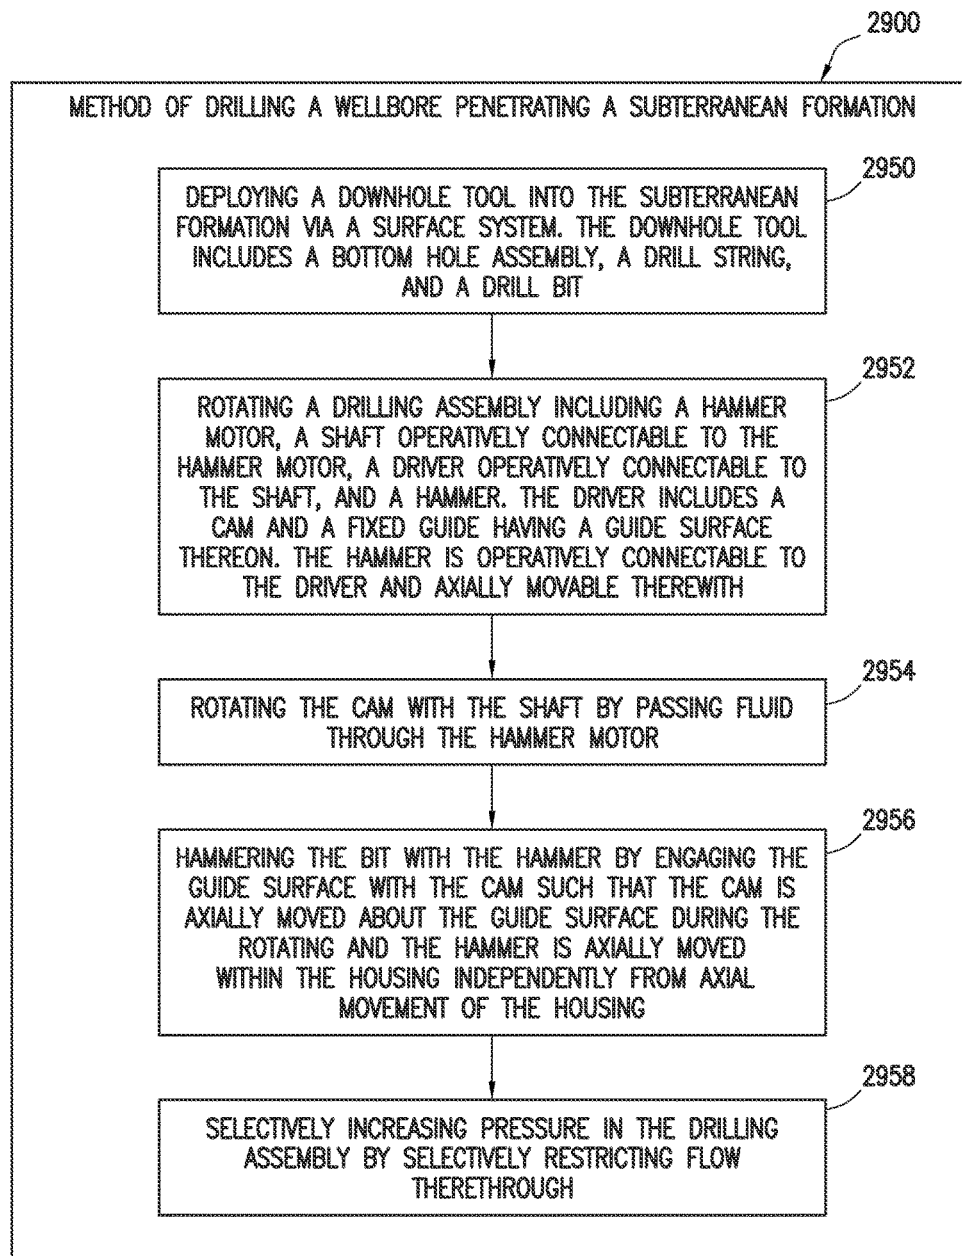 2900
METHOD OF DRILLING A WELLBORE PENETRATING A SUBTERRANEAN FORMATION
2950
DEPLOYING A DOWNHOLE TOOL INTO THE SUBTERRANEAN
FORMATION VIA A SURFACE SYSTEM. THE DOWNHOLE TOOL
INCLUDES A BOTTOM HOLE ASSEMBLY, A DRILL STRING,
AND A DRILL BIT
2952
ROTATING A DRILLING ASSEMBLY INCLUDING A HAMMER
MOTOR, A SHAFT OPERATIVELY CONNECTABLE TO THE
HAMMER MOTOR, A DRIVER OPERATIVELY CONNECTABLE TO
THE SHAFT, AND A HAMMER. THE DRIVER INCLUDES A
CAM AND A FIXED GUIDE HAVING A GUIDE SURFACE
THEREON. THE HAMMER IS OPERATIVELY CONNECTABLE TO
THE DRIVER AND AXIALLY MOVABLE THEREWITH
2954
ROTATING THE CAM WITH THE SHAFT BY PASSING FLUID
THROUGH THE HAMMER MOTOR
2956
HAMMERING THE BIT WITH THE HAMMER BY ENGAGING THE
GUIDE SURFACE WITH THE CAM SUCH THAT THE CAM IS
AXIALLY MOVED ABOUT THE GUIDE SURFACE DURING THE
ROTATING AND THE HAMMER IS AXIALLY MOVED
WITHIN THE HOUSING INDEPENDENTLY FROM AXIAL
MOVEMENT OF THE HOUSING
2958
SELECTIVELY INCREASING PRESSURE IN THE DRILLING
ASSEMBLY BY SELECTIVELY RESTRICTING FLOW
THERETHROUGH